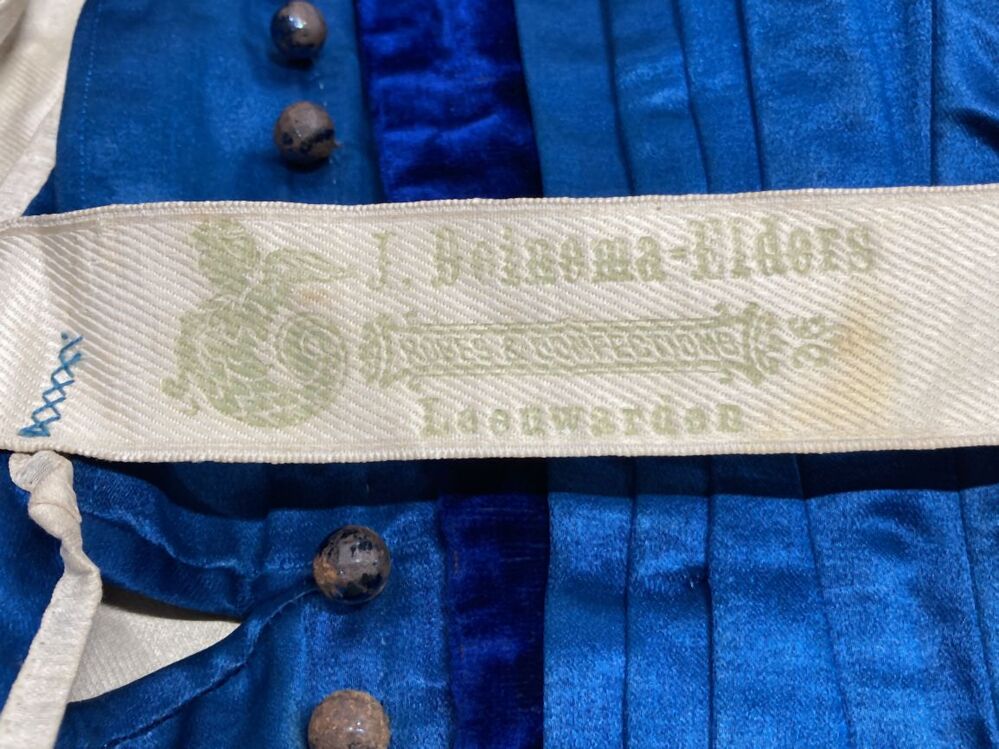 J. Beinema-Elders
ROBES & CONFECTIONS
Leeuwarden